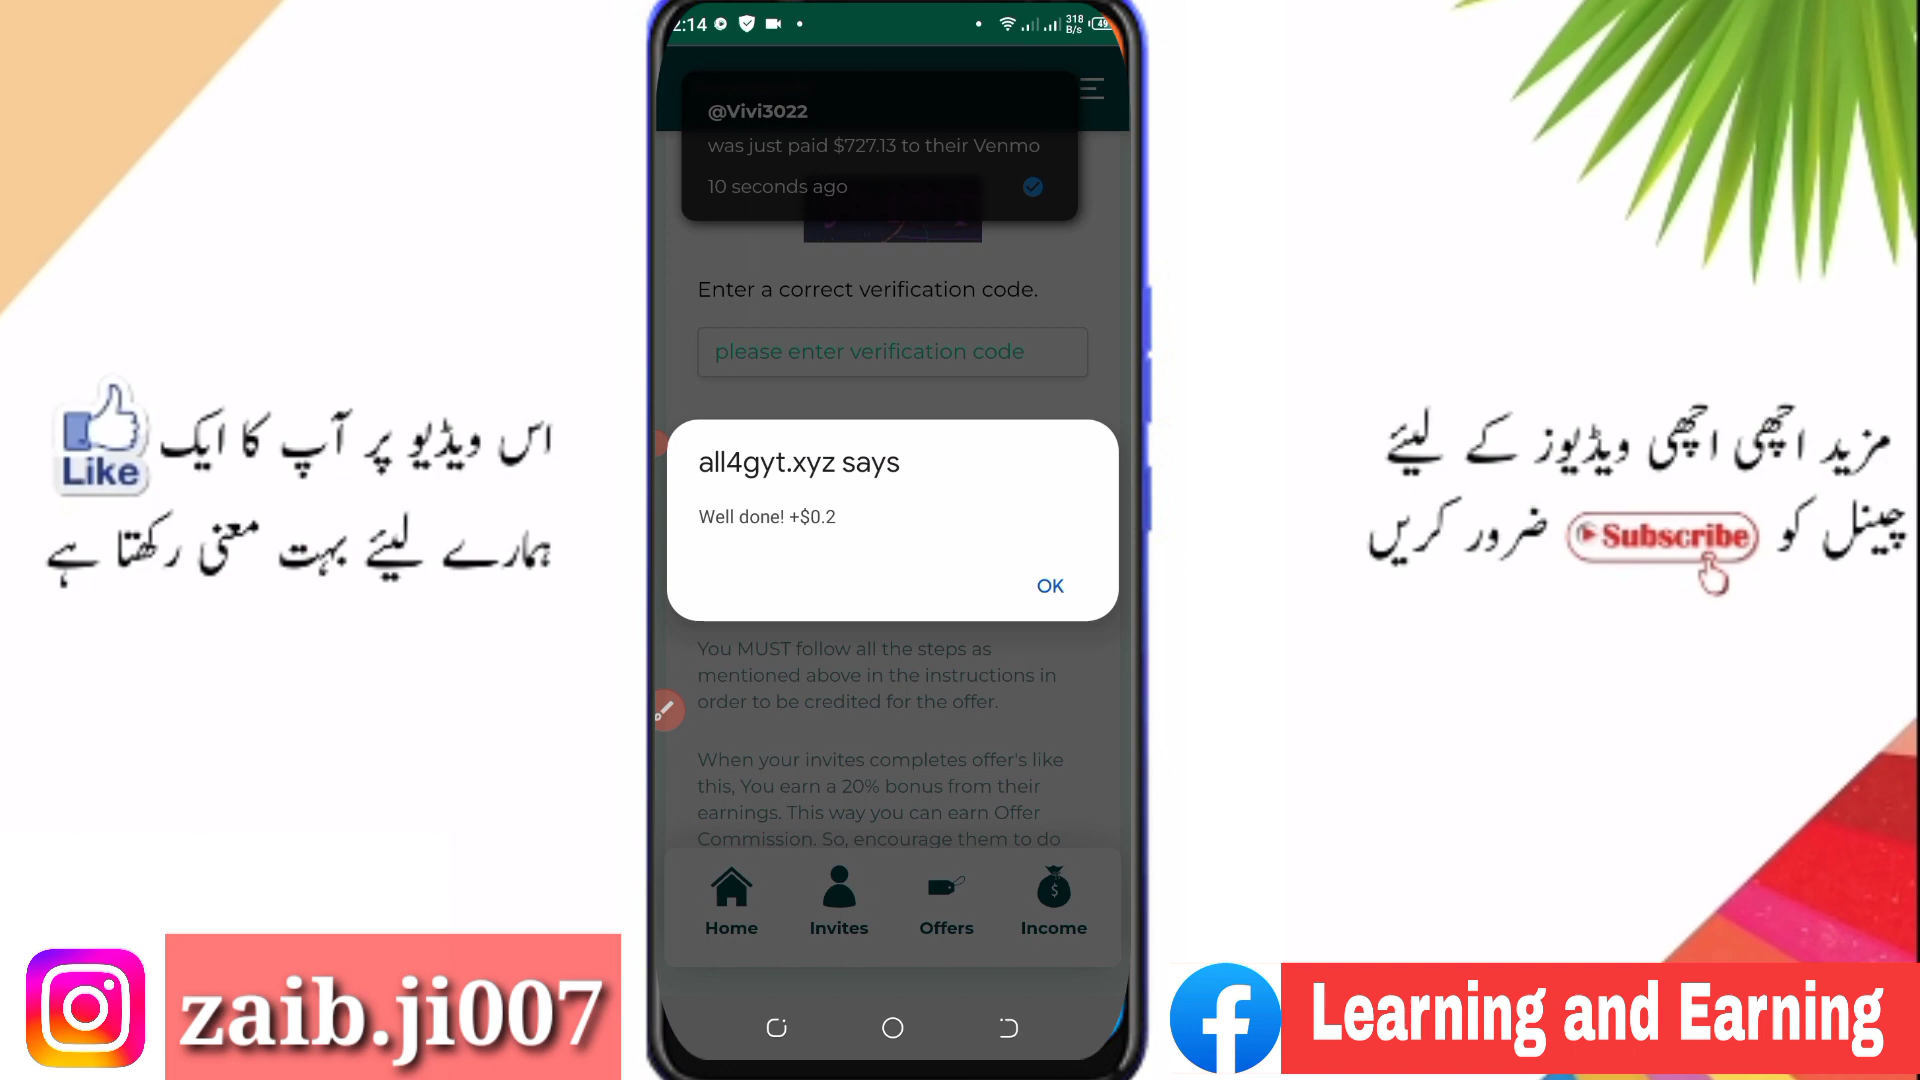 2:14
318
B/s
49
@Vivi3022
was just paid $727.13 to their Venmo
10 seconds ago
Enter a correct verification code.
please enter verification code
all4gyt.xyz says
Well done! +$0.2
OK
You MUST follow all the steps as
mentioned above in the instructions in
order to be credited for the offer.
When your invites completes offer's like
this, You earn a 20% bonus from their
earnings. This way you can earn Offer
Commission. So, encourage them to do
Home Invites Offers Income
اس ویڈیو پر آپ کا ایک Like
ہمارے لیئے بہت معنی رکھتا ہے
مزید اچھی اچھی ویڈیوز کے لیئے
چینل کو Subscribe ضرور کریں
zaib.ji007
Learning and Earning